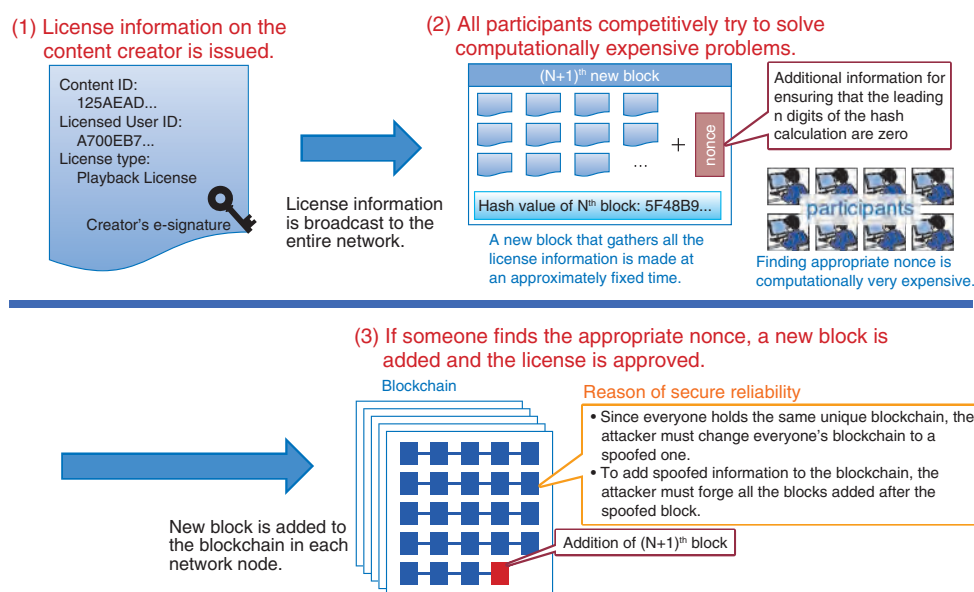 (1) License information on the
content creator is issued.
Content ID:
125AEAD...
Licensed User ID:
A700EB7...
License type:
Playback License
Creator's e-signature
License information
is broadcast to the
entire network.
(2) All participants competitively try to solve
computationally expensive problems.
(N+1)th new block
...
+
nonce
Hash value of Nth block: 5F48B9...
A new block that gathers all the
license information is made at
an approximately fixed time.
Additional information for
ensuring that the leading
n digits of the hash
calculation are zero
participants
Finding appropriate nonce is
computationally very expensive.
(3) If someone finds the appropriate nonce, a new block is
added and the license is approved.
New block is added to
the blockchain in each
network node.
Blockchain
Reason of secure reliability
• Since everyone holds the same unique blockchain, the
attacker must change everyone's blockchain to a
spoofed one.
• To add spoofed information to the blockchain, the
attacker must forge all the blocks added after the
spoofed block.
Addition of (N+1)th block